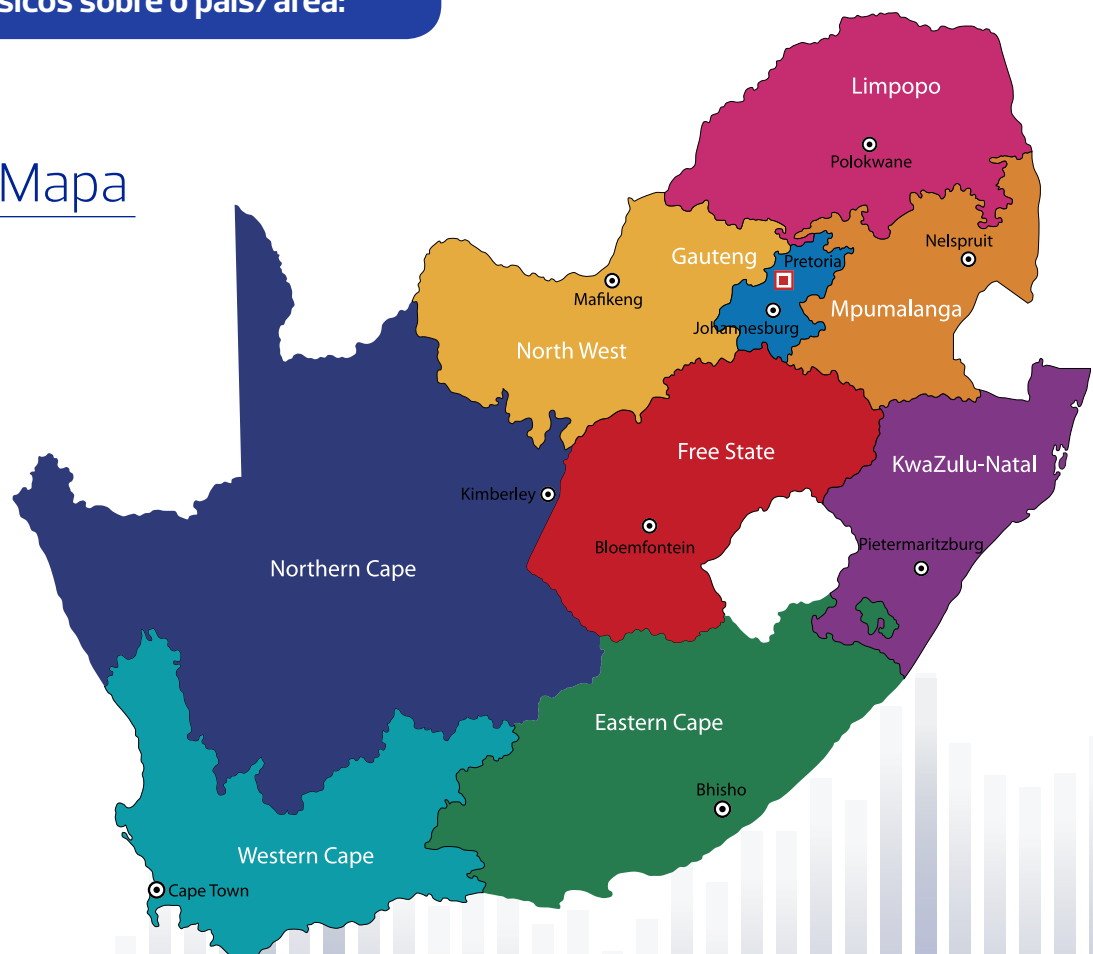 sicos sobre o país/área:
Mapa
Limpopo
Polokwane
Nelspruit
Gauteng
Pretoria
Mafikeng
Mpumalanga
Johannesburg
North West
Free State
KwaZulu-Natal
Kimberley
Bloemfontein
Pietermaritzburg
Northern Cape
Eastern Cape
Bhisho
Western Cape
Cape Town